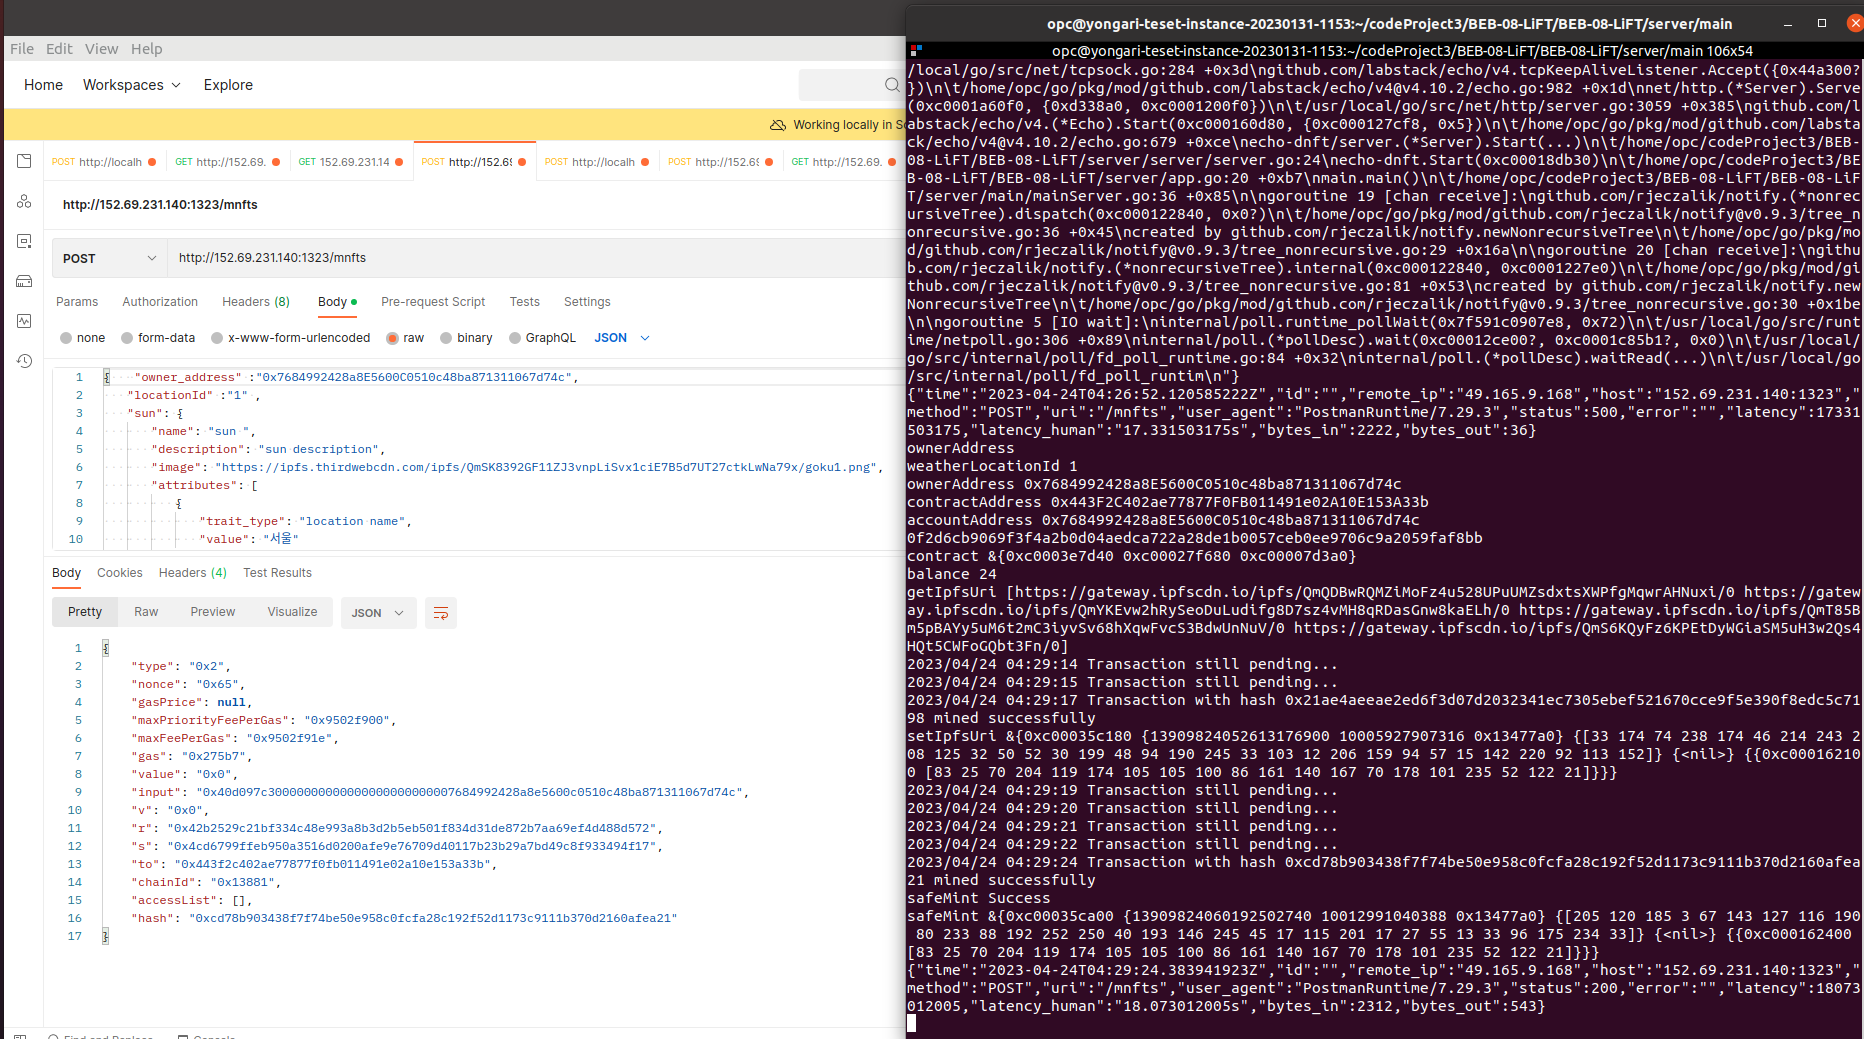 File Edit View Help
Home Workspaces Explore
Working locally in
POST http://localh GET http://152.69. GET 152.69.231.14 POST http://152.69 POST http://localh POST http://152.69 GET http://152.69.
http://152.69.231.140:1323/mnfts
POST http://152.69.231.140:1323/mnfts
Params Authorization Headers (8) Body Pre-request Script Tests Settings
none form-data x-www-form-urlencoded raw binary GraphQL JSON
1 { "owner_address" :"0x7684992428a8E5600C0510c48ba871311067d74c",
2 "locationId" :"1" ,
3 "sun": {
4 "name": "sun ",
5 "description": "sun description",
6 "image": "https://ipfs.thirdwebcdn.com/ipfs/QmSK8392GF11ZJ3vnpLiSvx1ciE7B5d7UT27ctkLwNa79x/goku1.png",
7 "attributes": [
8 {
9 "trait_type": "location name",
10 "value": "서울"
Body Cookies Headers (4) Test Results
Pretty Raw Preview Visualize JSON
1 {
2 "type": "0x2",
3 "nonce": "0x65",
4 "gasPrice": null,
5 "maxPriorityFeePerGas": "0x9502f900",
6 "maxFeePerGas": "0x9502f91e",
7 "gas": "0x275b7",
8 "value": "0x0",
9 "input": "0x40d097c30000000000000000000000007684992428a8e5600c0510c48ba871311067d74c",
10 "v": "0x0",
11 "r": "0x42b2529c21bf334c48e993a8b3d2b5eb501f834d31de872b7aa69ef4d488d572",
12 "s": "0x4cd6799ffeb950a3516d0200afe9e76709d40117b23b29a7bd49c8f933494f17",
13 "to": "0x443f2c402ae77877f0fb011491e02a10e153a33b",
14 "chainId": "0x13881",
15 "accessList": [],
16 "hash": "0xcd78b903438f7f74be50e958c0fcfa28c192f52d1173c9111b370d2160afea21"
17 }
opc@yongari-teset-instance-20230131-1153:~/codeProject3/BEB-08-LiFT/BEB-08-LiFT/server/main
opc@yongari-teset-instance-20230131-1153:~/codeProject3/BEB-08-LiFT/BEB-08-LiFT/server/main 106x54
/local/go/src/net/tcpsock.go:284 +0x3d\ngithub.com/labstack/echo/v4.tcpKeepAliveListener.Accept({0x44a300?
})\n\t/home/opc/go/pkg/mod/github.com/labstack/echo/v4@v4.10.2/echo.go:982 +0x1d\nnet/http.(*Server).Serve
(0xc0001a60f0, {0xd338a0, 0xc0001200f0})\n\t/usr/local/go/src/net/http/server.go:3059 +0x385\ngithub.com/l
abstack/echo/v4.(*Echo).Start(0xc000160d80, {0xc000127cf8, 0x5})\n\t/home/opc/go/pkg/mod/github.com/labsta
ck/echo/v4@v4.10.2/echo.go:679 +0xce\necho-dnft/server.(*Server).Start(...)\n\t/home/opc/codeProject3/BEB-
08-LiFT/BEB-08-LiFT/server/server/server.go:24\necho-dnft.Start(0xc00018db30)\n\t/home/opc/codeProject3/BE
B-08-LiFT/BEB-08-LiFT/server/app.go:20 +0xb7\nmain.main()\n\t/home/opc/codeProject3/BEB-08-LiFT/BEB-08-LiF
T/server/main/mainServer.go:36 +0x85\n\ngoroutine 19 [chan receive]:\ngithub.com/rjeczalik/notify.(*nonrec
ursiveTree).dispatch(0xc000122840, 0x0?)\n\t/home/opc/go/pkg/mod/github.com/rjeczalik/notify@v0.9.3/tree_n
onrecursive.go:36 +0x45\ncreated by github.com/rjeczalik/notify.newNonrecursiveTree\n\t/home/opc/go/pkg/mo
d/github.com/rjeczalik/notify@v0.9.3/tree_nonrecursive.go:29 +0x16a\n\ngoroutine 20 [chan receive]:\ngithu
b.com/rjeczalik/notify.(*nonrecursiveTree).internal(0xc000122840, 0xc0001227e0)\n\t/home/opc/go/pkg/mod/gi
thub.com/rjeczalik/notify@v0.9.3/tree_nonrecursive.go:81 +0x53\ncreated by github.com/rjeczalik/notify.new
NonrecursiveTree\n\t/home/opc/go/pkg/mod/github.com/rjeczalik/notify@v0.9.3/tree_nonrecursive.go:30 +0x1be
\n\ngoroutine 5 [IO wait]:\ninternal/poll.runtime_pollWait(0x7f591c0907e8, 0x72)\n\t/usr/local/go/src/runt
ime/netpoll.go:306 +0x89\ninternal/poll.(*pollDesc).wait(0xc00012ce00?, 0xc0001c85b1?, 0x0)\n\t/usr/local/
go/src/internal/poll/fd_poll_runtime.go:84 +0x32\ninternal/poll.(*pollDesc).waitRead(...)\n\t/usr/local/go
/src/internal/poll/fd_poll_runtim\n"}
{"time":"2023-04-24T04:26:52.120585222Z","id":"","remote_ip":"49.165.9.168","host":"152.69.231.140:1323","
method":"POST","uri":"/mnfts","user_agent":"PostmanRuntime/7.29.3","status":500,"error":"","latency":17331
503175,"latency_human":"17.331503175s","bytes_in":2222,"bytes_out":36}
ownerAddress
weatherLocationId 1
ownerAddress 0x7684992428a8E5600C0510c48ba871311067d74c
contractAddress 0x443F2C402ae77877F0FB011491e02A10E153A33b
accountAddress 0x7684992428a8E5600C0510c48ba871311067d74c
0f2d6cb9069f3f4a2b0d04aedca722a28de1b0057ceb0ee9706c9a2059faf8bb
contract &{0xc0003e7d40 0xc00027f680 0xc00007d3a0}
balance 24
getIpfsUri [https://gateway.ipfscdn.io/ipfs/QmQDBwRQMZiMoFz4u528UPuUMZsdxtsXWPfgMqwrAHNuxi/0 https://gatew
ay.ipfscdn.io/ipfs/QmYKEvw2hRySeoDuLudifg8D7sz4vMH8qRDasGnw8kaELh/0 https://gateway.ipfscdn.io/ipfs/QmT85B
m5pBAYy5uM6t2mC3iyvSv68hXqwFvcS3BdwUnNuV/0 https://gateway.ipfscdn.io/ipfs/QmS6KQyFz6KPEtDyWGiaSM5uH3w2Qs4
HQt5CWFoGQbt3Fn/0]
2023/04/24 04:29:14 Transaction still pending...
2023/04/24 04:29:15 Transaction still pending...
2023/04/24 04:29:17 Transaction with hash 0x21ae4aeeae2ed6f3d07d2032341ec7305ebef521670cce9f5e390f8edc5c71
98 mined successfully
setIpfsUri &{0xc00035c180 {13909824052613176900 10005927907316 0x13477a0} {[33 174 74 238 174 46 214 243 2
08 125 32 50 52 30 199 48 94 190 245 33 103 12 206 159 94 57 15 142 220 92 113 152]} {<nil>} {{0xc00016210
0 [83 25 70 204 119 174 105 105 100 86 161 140 167 70 178 101 235 52 122 21]}}}
2023/04/24 04:29:19 Transaction still pending...
2023/04/24 04:29:20 Transaction still pending...
2023/04/24 04:29:21 Transaction still pending...
2023/04/24 04:29:22 Transaction still pending...
2023/04/24 04:29:24 Transaction with hash 0xcd78b903438f7f74be50e958c0fcfa28c192f52d1173c9111b370d2160afea
21 mined successfully
safeMint Success
safeMint &{0xc00035ca00 {13909824060192502740 10012991040388 0x13477a0} {[205 120 185 3 67 143 127 116 190
80 233 88 192 252 250 40 193 146 245 45 17 115 201 17 27 55 13 33 96 175 234 33]} {<nil>} {{0xc000162400
[83 25 70 204 119 174 105 105 100 86 161 140 167 70 178 101 235 52 122 21]}}}
{"time":"2023-04-24T04:29:24.383941923Z","id":"","remote_ip":"49.165.9.168","host":"152.69.231.140:1323","
method":"POST","uri":"/mnfts","user_agent":"PostmanRuntime/7.29.3","status":200,"error":"","latency":18073
012005,"latency_human":"18.073012005s","bytes_in":2312,"bytes_out":543}